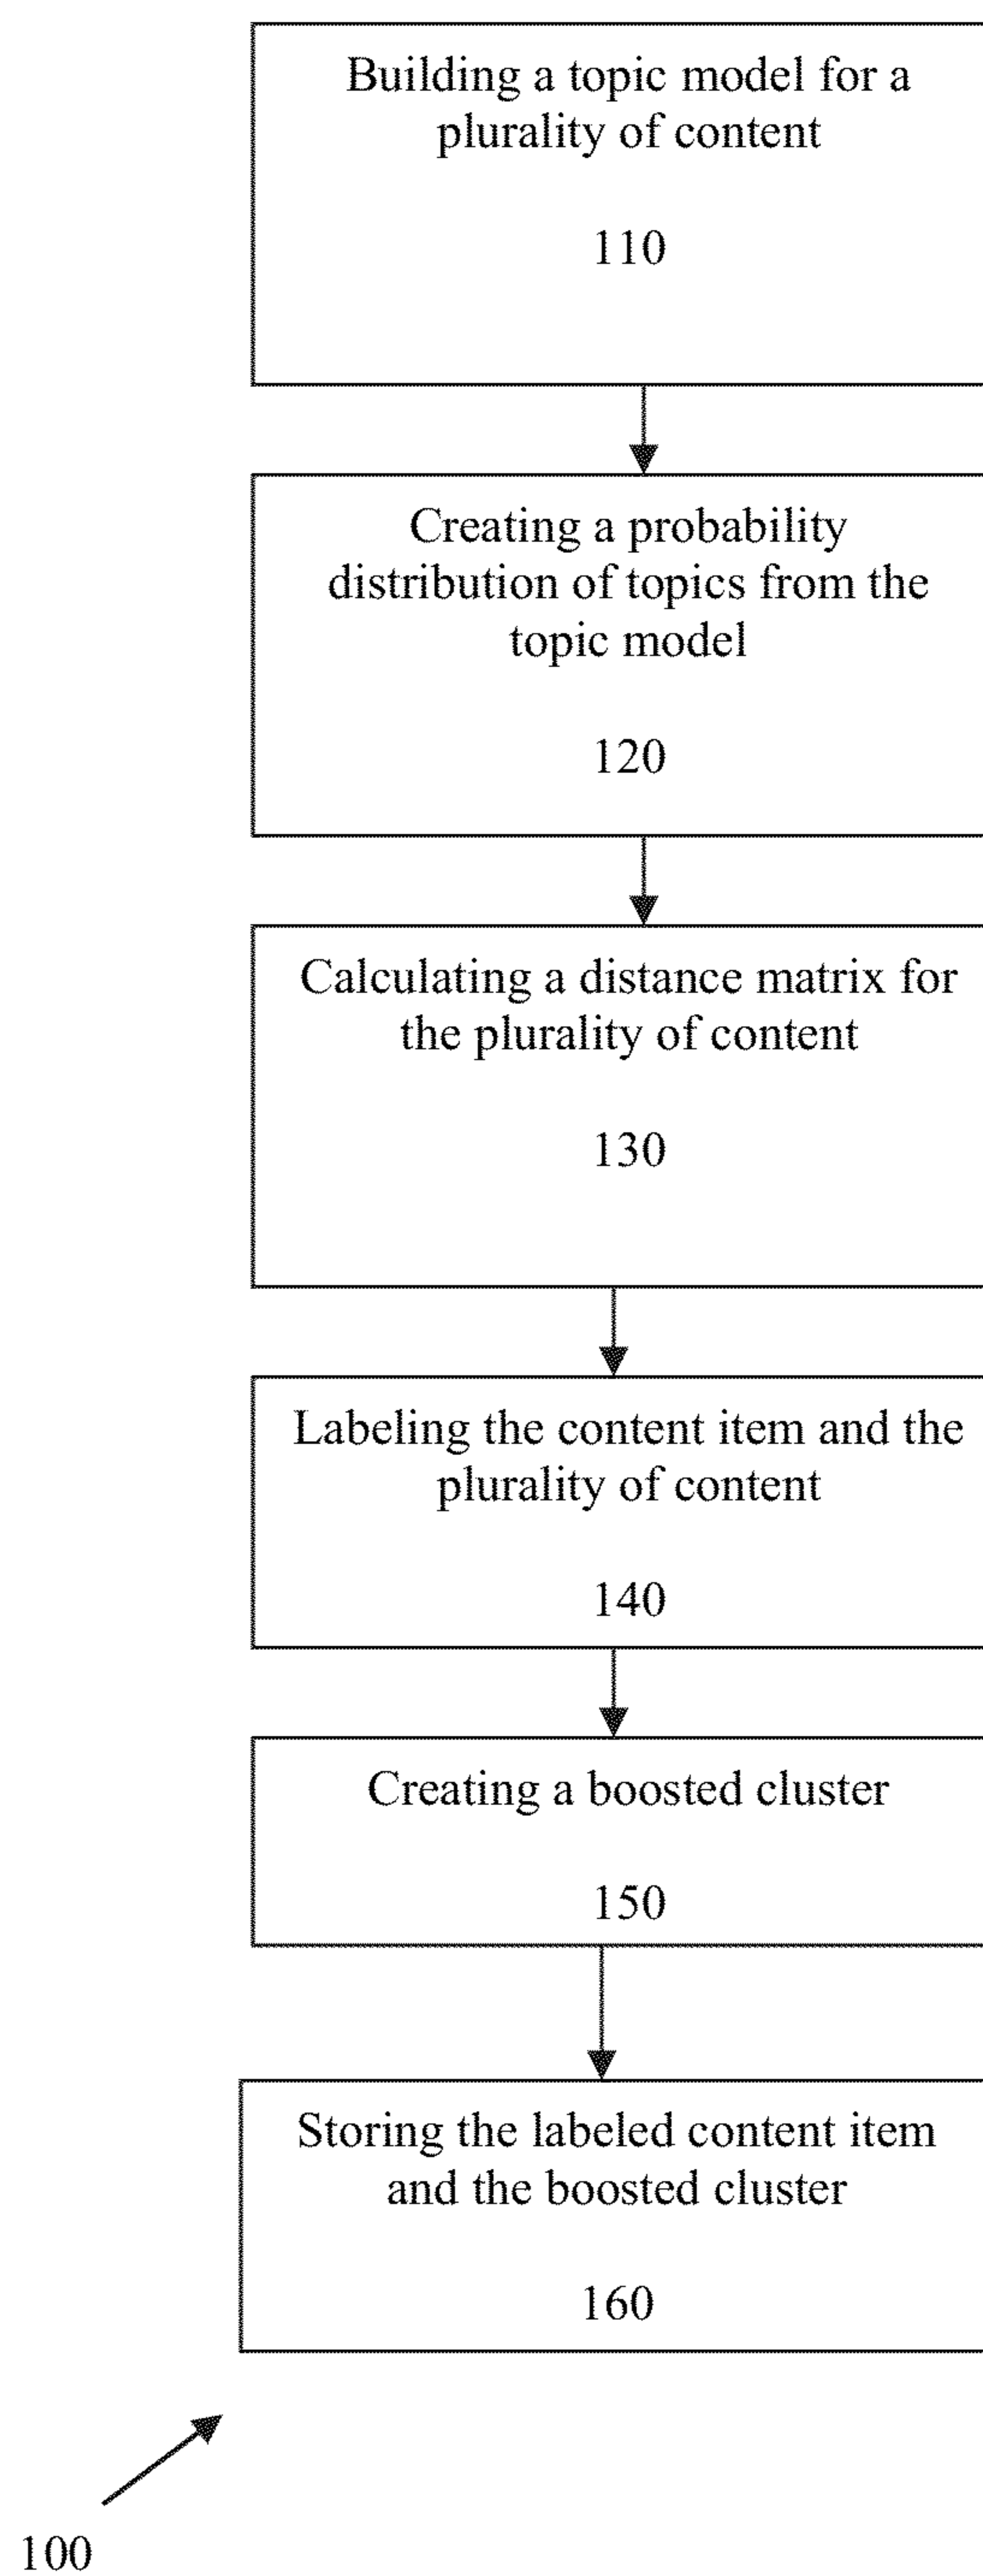 Building a topic model for a
plurality of content
110
Creating a probability
distribution of topics from the
topic model
120
Calculating a distance matrix for
the plurality of content
130
Labeling the content item and the
plurality of content
140
Creating a boosted cluster
150
Storing the labeled content item
and the boosted cluster
160
100